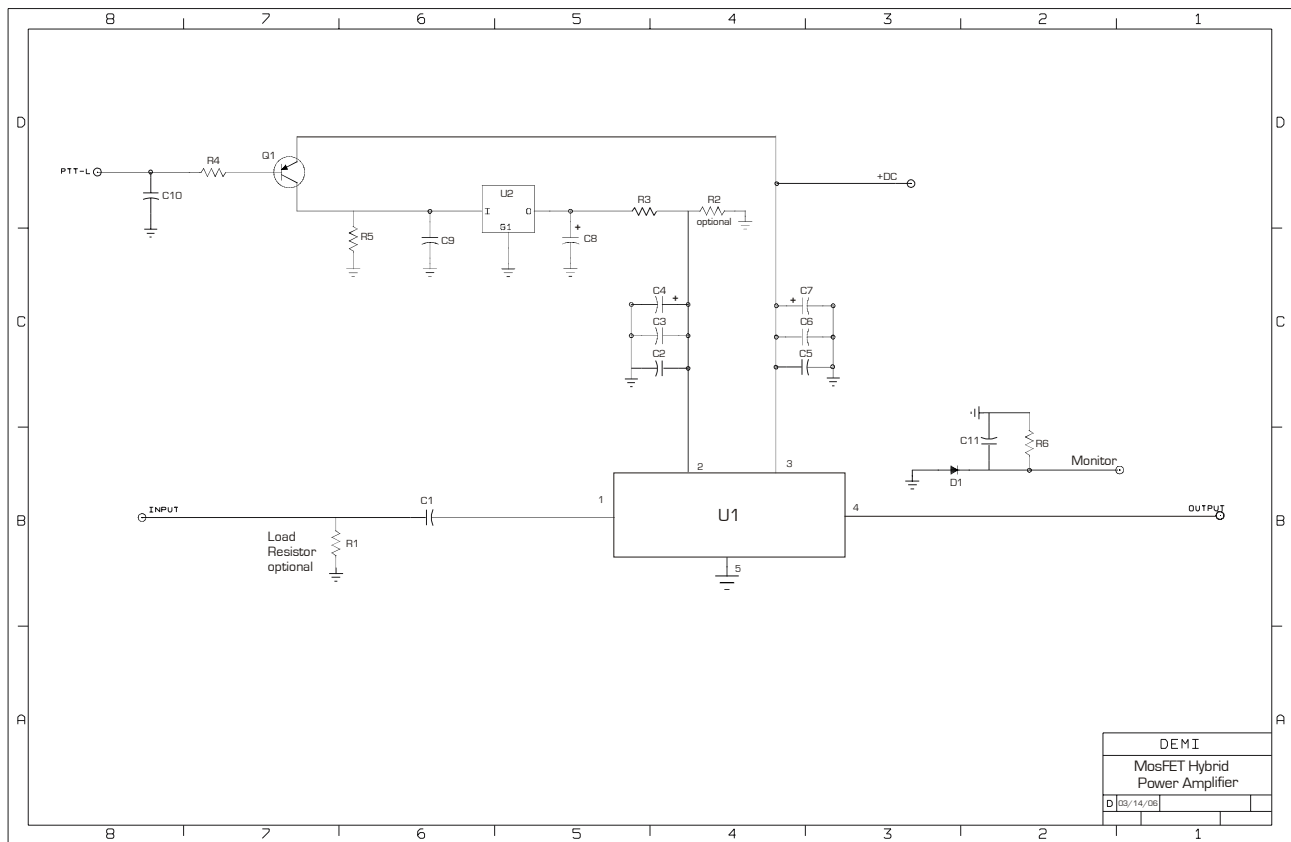 8 7 6 5 4 3 2 1
D D
PTT-L
R4
Q1
C10
U2
I O
G1
R3
R2
optional
+DC
R5
C9
+
C8
C C
C4
+
C3
C2
C7
+
C6
C5
C11
R6
Monitor
D1
2
3
B B
INPUT
C1
1
U1
4
OUTPUT
Load
Resistor
optional
R1
5
A A
DEMI
MosFET Hybrid
Power Amplifier
D 03/14/06
8 7 6 5 4 3 2 1